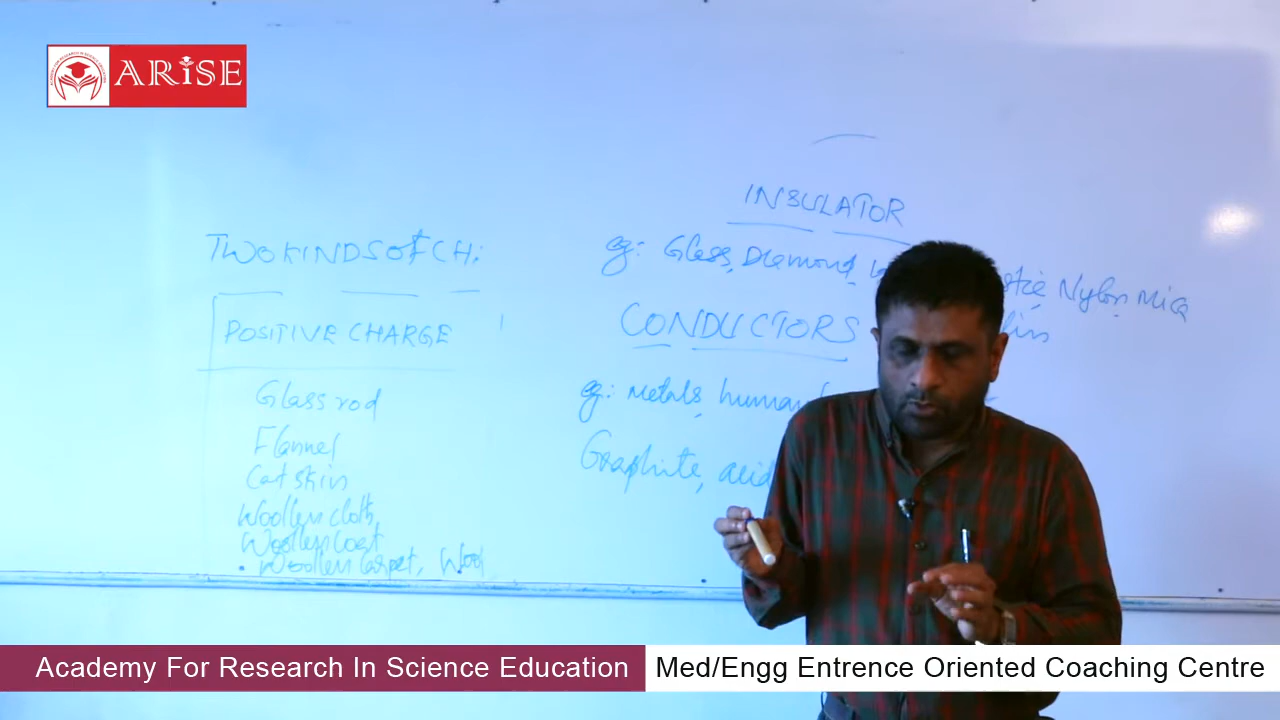 ARiSE
INSULATOR
eg: Glass, Diamond, Nylon, Mica
TWO KINDS OF CH:
POSITIVE CHARGE
Glass rod
Flannel
Cat skin
Woollen cloth,
Woollen Coat
Woollen Carpet, Wool
CONDUCTORS
eg: Metals, human
Graphite, acid
Academy For Research In Science Education
Med/Engg Entrence Oriented Coaching Centre